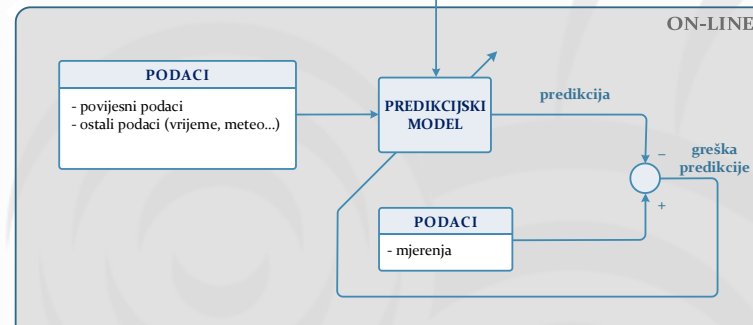 ON-LINE
PODACI
- povijesni podaci
- ostali podaci (vrijeme, meteo...)
PREDIKCIJSKI
MODEL
predikcija
−
greška
predikcije
+
PODACI
- mjerenja